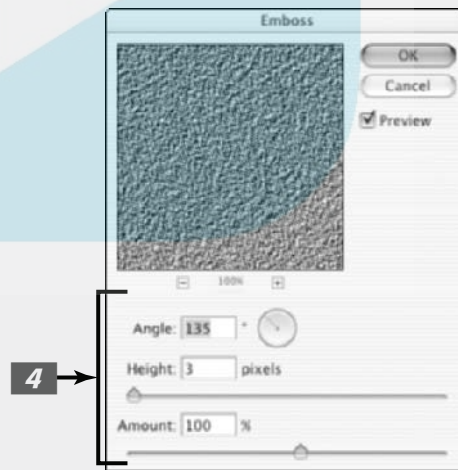 Emboss
OK
Cancel
Preview
100%
Angle: 135 °
Height: 3 pixels
4
Amount: 100 %